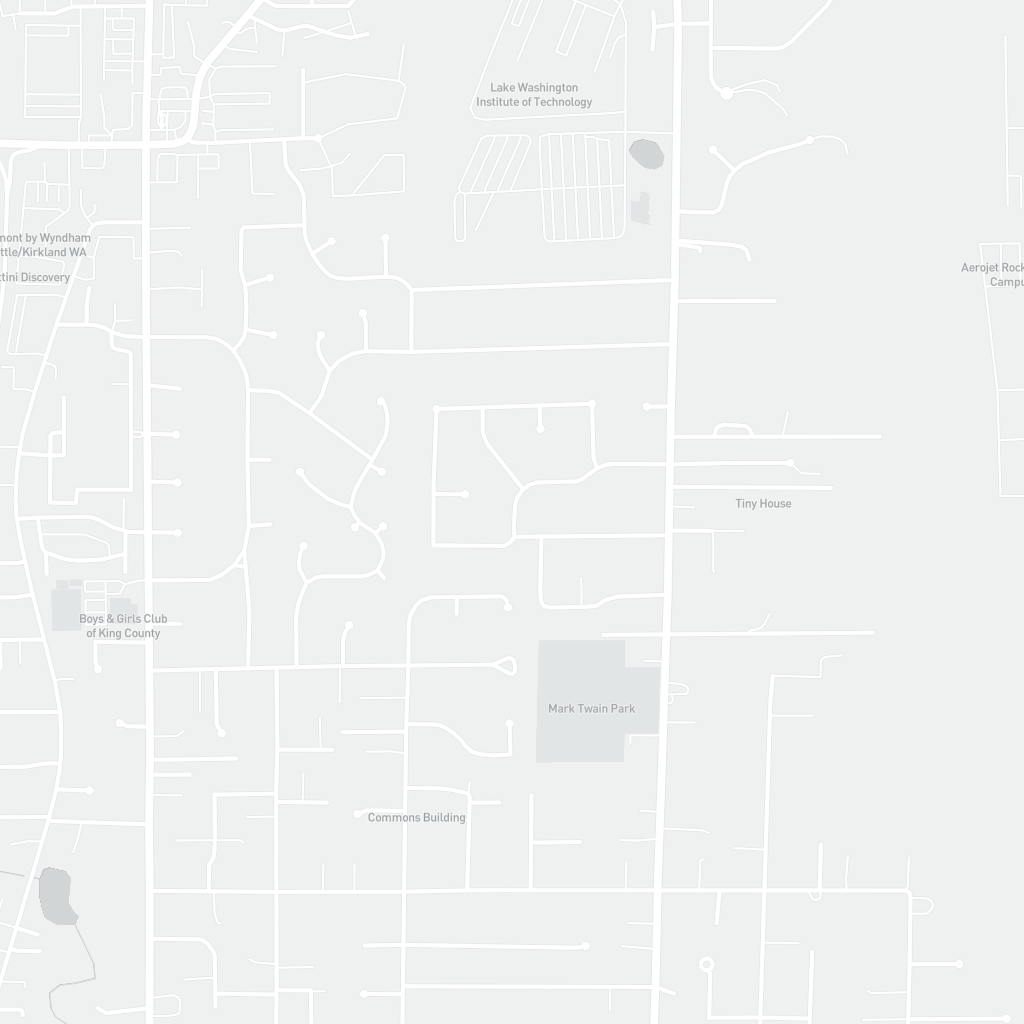 Lake Washington
Institute of Technology
mont by Wyndham
ttle/Kirkland WA
ttini Discovery
Aerojet Rock
Campu
Tiny House
Boys & Girls Club
of King County
Mark Twain Park
Commons Building